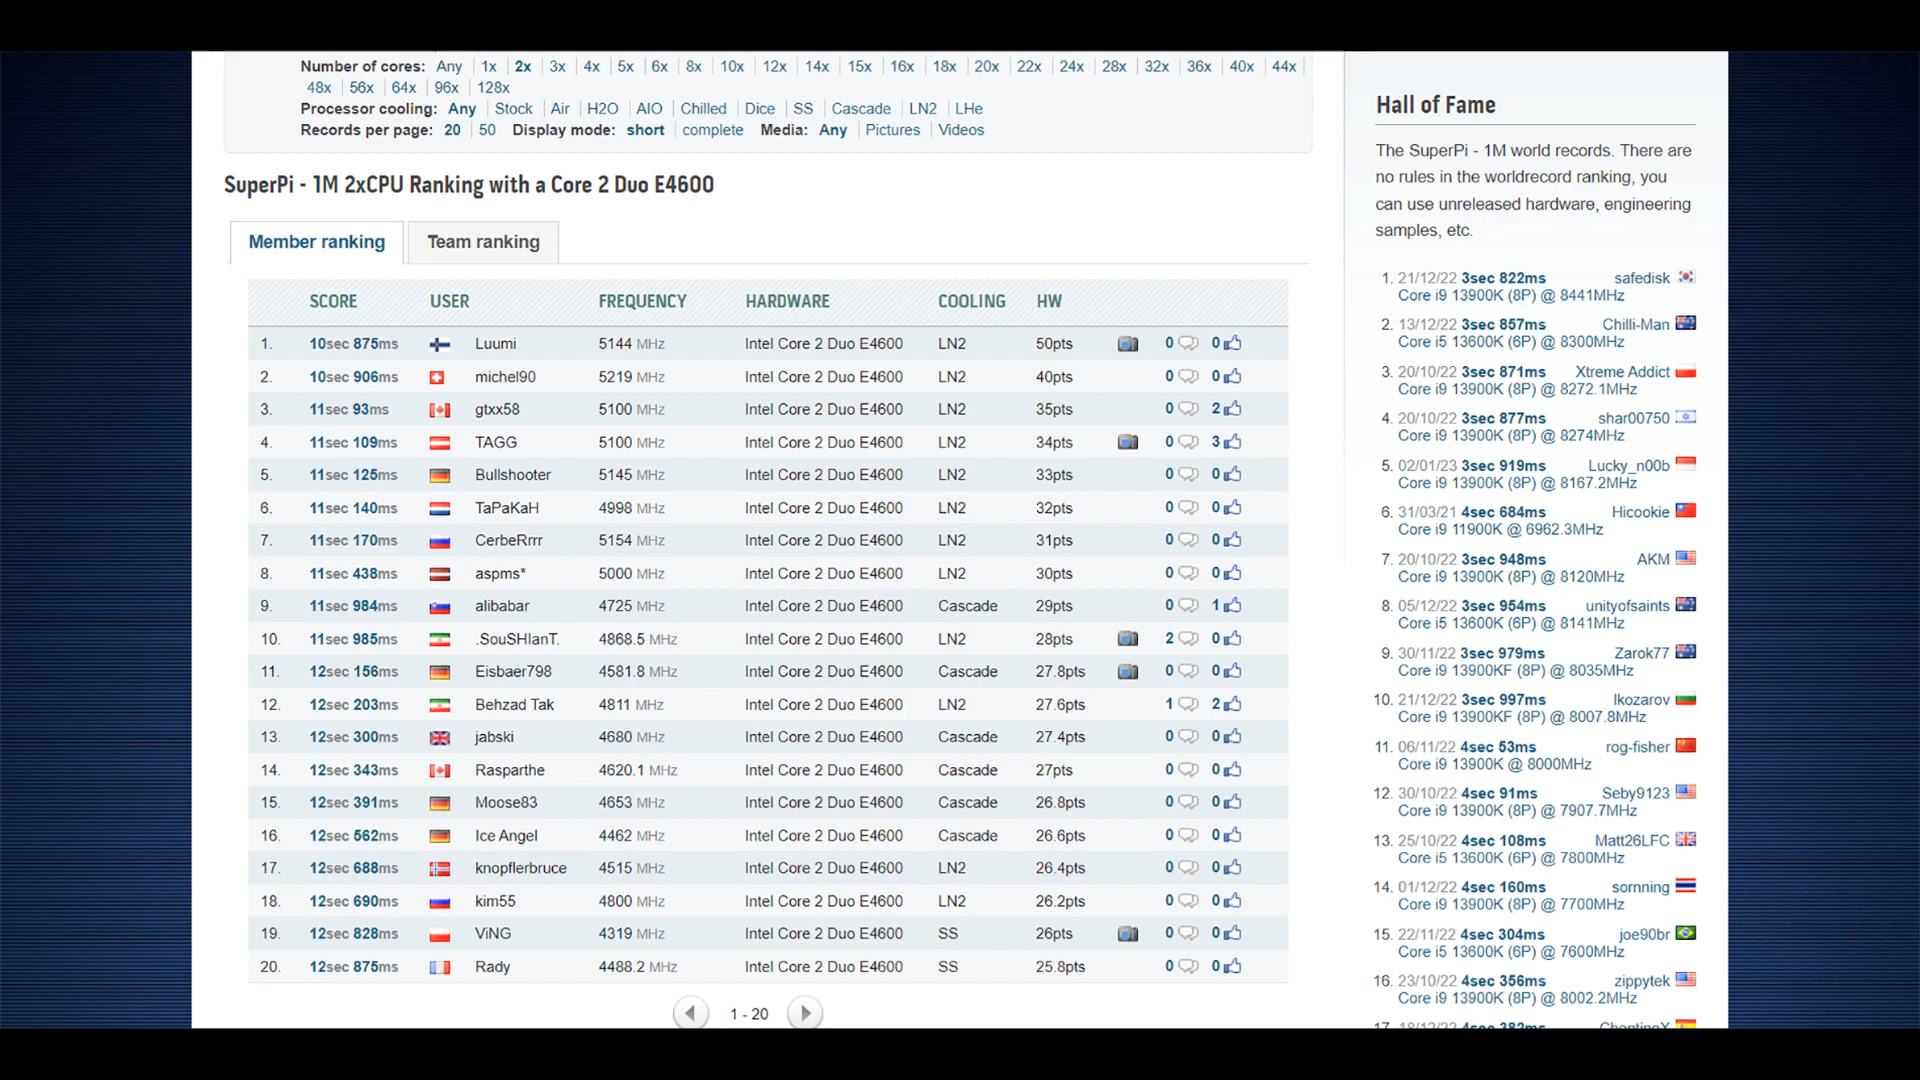 Number of cores: Any 1x 2x 3x 4x 5x 6x 8x 10x 12x 14x 15x 16x 18x 20x 22x 24x 28x 32x 36x 40x 44x
48x 56x 64x 96x 128x
Processor cooling: Any Stock Air H2O AIO Chilled Dice SS Cascade LN2 LHe
Records per page: 20 50 Display mode: short complete Media: Any Pictures Videos
SuperPi - 1M 2xCPU Ranking with a Core 2 Duo E4600
Member ranking Team ranking
SCORE USER FREQUENCY HARDWARE COOLING HW
1. 10sec 875ms Luumi 5144 MHz Intel Core 2 Duo E4600 LN2 50pts 0 0
2. 10sec 906ms michel90 5219 MHz Intel Core 2 Duo E4600 LN2 40pts 0 0
3. 11sec 93ms gtxx58 5100 MHz Intel Core 2 Duo E4600 LN2 35pts 0 2
4. 11sec 109ms TAGG 5100 MHz Intel Core 2 Duo E4600 LN2 34pts 0 3
5. 11sec 125ms Bullshooter 5145 MHz Intel Core 2 Duo E4600 LN2 33pts 0 0
6. 11sec 140ms TaPaKaH 4998 MHz Intel Core 2 Duo E4600 LN2 32pts 0 0
7. 11sec 170ms CerbeRrrr 5154 MHz Intel Core 2 Duo E4600 LN2 31pts 0 0
8. 11sec 438ms aspms* 5000 MHz Intel Core 2 Duo E4600 LN2 30pts 0 0
9. 11sec 984ms alibabar 4725 MHz Intel Core 2 Duo E4600 Cascade 29pts 0 1
10. 11sec 985ms .SouSHIanT. 4868.5 MHz Intel Core 2 Duo E4600 LN2 28pts 2 0
11. 12sec 156ms Eisbaer798 4581.8 MHz Intel Core 2 Duo E4600 Cascade 27.8pts 0 0
12. 12sec 203ms Behzad Tak 4811 MHz Intel Core 2 Duo E4600 LN2 27.6pts 1 2
13. 12sec 300ms jabski 4680 MHz Intel Core 2 Duo E4600 Cascade 27.4pts 0 0
14. 12sec 343ms Rasparthe 4620.1 MHz Intel Core 2 Duo E4600 Cascade 27pts 0 0
15. 12sec 391ms Moose83 4653 MHz Intel Core 2 Duo E4600 Cascade 26.8pts 0 0
16. 12sec 562ms Ice Angel 4462 MHz Intel Core 2 Duo E4600 Cascade 26.6pts 0 0
17. 12sec 688ms knopflerbruce 4515 MHz Intel Core 2 Duo E4600 LN2 26.4pts 0 0
18. 12sec 690ms kim55 4800 MHz Intel Core 2 Duo E4600 LN2 26.2pts 0 0
19. 12sec 828ms ViNG 4319 MHz Intel Core 2 Duo E4600 SS 26pts 0 0
20. 12sec 875ms Rady 4488.2 MHz Intel Core 2 Duo E4600 SS 25.8pts 0 0
1 - 20
Hall of Fame
The SuperPi - 1M world records. There are
no rules in the worldrecord ranking, you
can use unreleased hardware, engineering
samples, etc.
1. 21/12/22 3sec 822ms safedisk
Core i9 13900K (8P) @ 8441MHz
2. 13/12/22 3sec 857ms Chilli-Man
Core i5 13600K (6P) @ 8300MHz
3. 20/10/22 3sec 871ms Xtreme Addict
Core i9 13900K (8P) @ 8272.1MHz
4. 20/10/22 3sec 877ms shar00750
Core i9 13900K (8P) @ 8274MHz
5. 02/01/23 3sec 919ms Lucky_n00b
Core i9 13900K (8P) @ 8167.2MHz
6. 31/03/21 4sec 684ms Hicookie
Core i9 11900K @ 6962.3MHz
7. 20/10/22 3sec 948ms AKM
Core i9 13900K (8P) @ 8120MHz
8. 05/12/22 3sec 954ms unityofsaints
Core i5 13600K (6P) @ 8141MHz
9. 30/11/22 3sec 979ms Zarok77
Core i9 13900KF (8P) @ 8035MHz
10. 21/12/22 3sec 997ms Ikozarov
Core i9 13900KF (8P) @ 8007.8MHz
11. 06/11/22 4sec 53ms rog-fisher
Core i9 13900K @ 8000MHz
12. 30/10/22 4sec 91ms Seby9123
Core i9 13900K (8P) @ 7907.7MHz
13. 25/10/22 4sec 108ms Matt26LFC
Core i5 13600K (6P) @ 7800MHz
14. 01/12/22 4sec 160ms sornning
Core i9 13900K (8P) @ 7700MHz
15. 22/11/22 4sec 304ms joe90br
Core i5 13600K (6P) @ 7600MHz
16. 23/10/22 4sec 356ms zippytek
Core i9 13900K (8P) @ 8002.2MHz